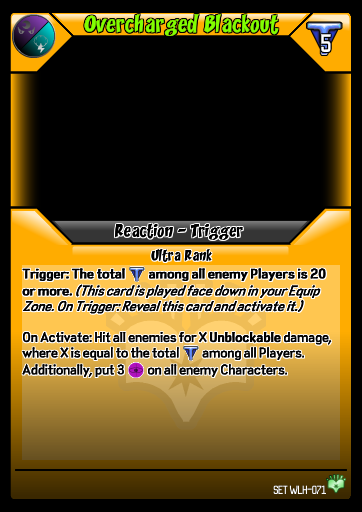 Overcharged Blackout
5
Reaction - Trigger
Ultra Rank
Trigger: The total among all enemy Players is 20
or more. (This card is played face down in your Equip
Zone. On Trigger: Reveal this card and activate it.)
On Activate: Hit all enemies for X Unblockable damage,
where X is equal to the total among all Players.
Additionally, put 3 on all enemy Characters.
SET WLH-071